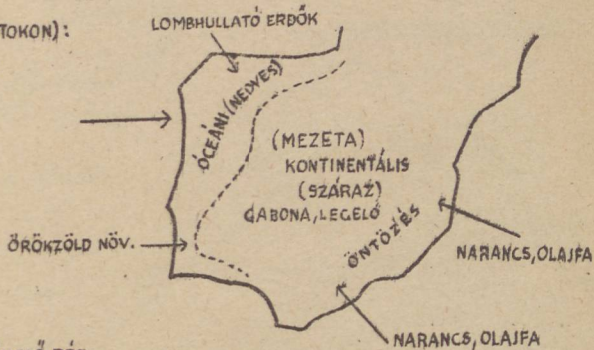 TOKON):
LOMBHULLATÓ ERDŐK
ÓCEÁNI (NEDVES)
(MEZETA)
KONTINENTÁLIS
(SZÁRAZ)
GABONA, LEGELŐ
ÖNTÖZÉS
ÖRÖKZÖLD NÖV.
NARANCS, OLAJFA
NARANCS, OLAJFA